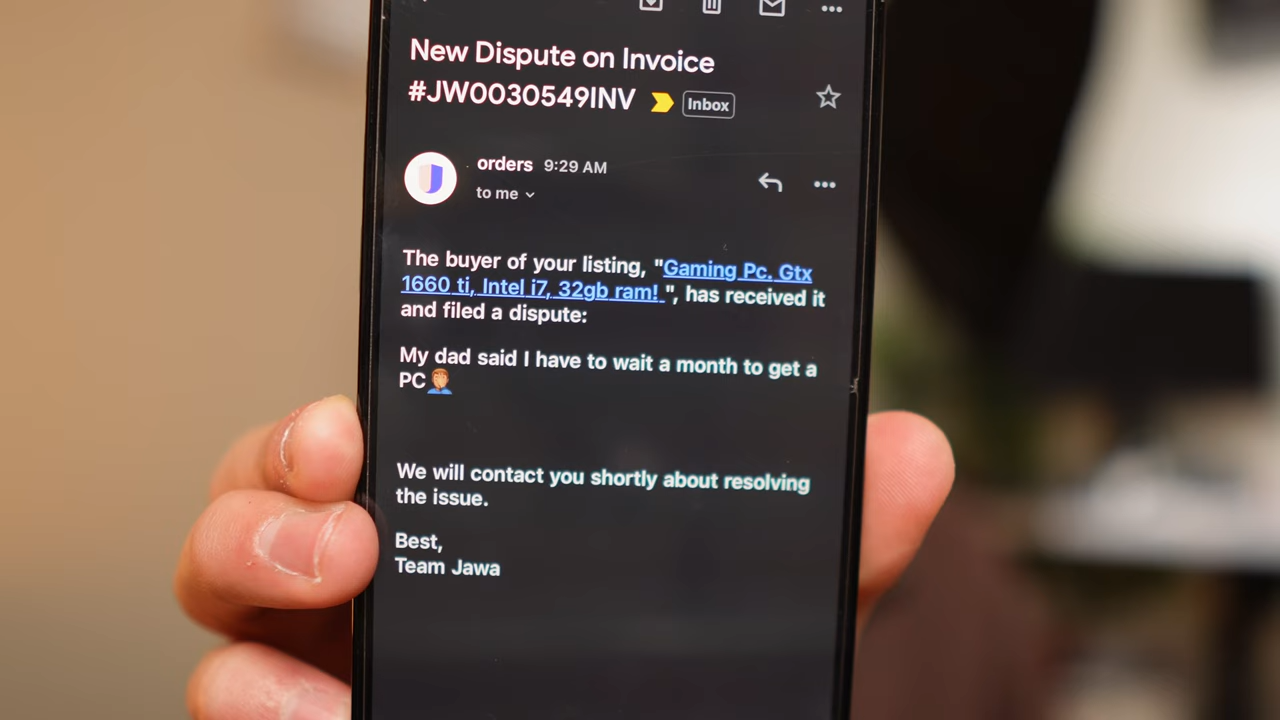 New Dispute on Invoice
#JW0030549INV Inbox
orders 9:29 AM
to me
The buyer of your listing, "Gaming Pc. Gtx
1660 ti, Intel i7, 32gb ram! ", has received it
and filed a dispute:
My dad said I have to wait a month to get a
PC🤦🏼‍♂️
We will contact you shortly about resolving
the issue.
Best,
Team Jawa